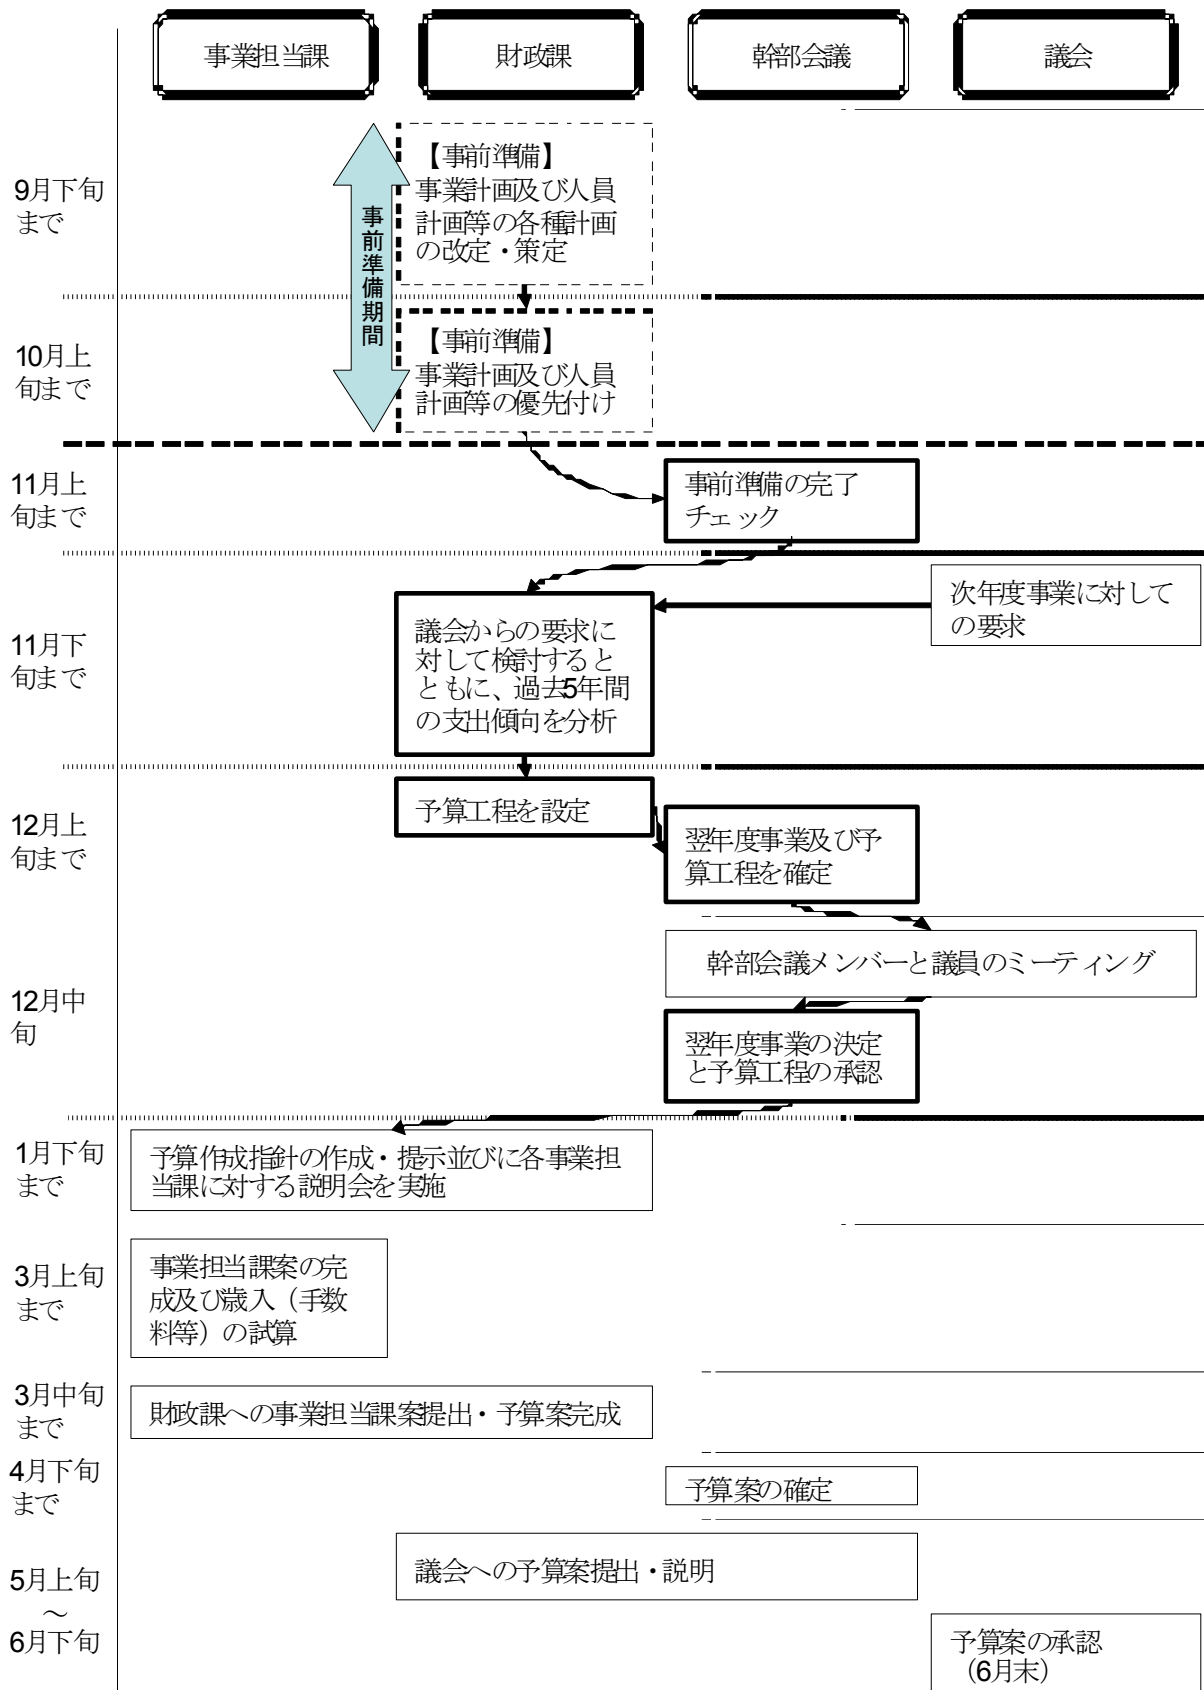 事業担当課
財政課
幹部会議
議会
9月下旬
まで
事前準備期間
【事前準備】
事業計画及び人員
計画等の各種計画
の改定・策定
10月上
旬まで
【事前準備】
事業計画及び人員
計画等の優先付け
11月上
旬まで
事前準備の完了
チェック
11月下
旬まで
議会からの要求に
対して検討すると
ともに、過去5年間
の支出傾向を分析
次年度事業に対して
の要求
12月上
旬まで
予算工程を設定
翌年度事業及び予
算工程を確定
12月中
旬
幹部会議メンバーと議員のミーティング
翌年度事業の決定
と予算工程の承認
1月下旬
まで
予算作成指針の作成・提示並びに各事業担
当課に対する説明会を実施
3月上旬
まで
事業担当課案の完
成及び歳入（手数
料等）の試算
3月中旬
まで
財政課への事業担当課案提出・予算案完成
4月下旬
まで
予算案の確定
5月上旬
～
6月下旬
議会への予算案提出・説明
予算案の承認
（6月末）